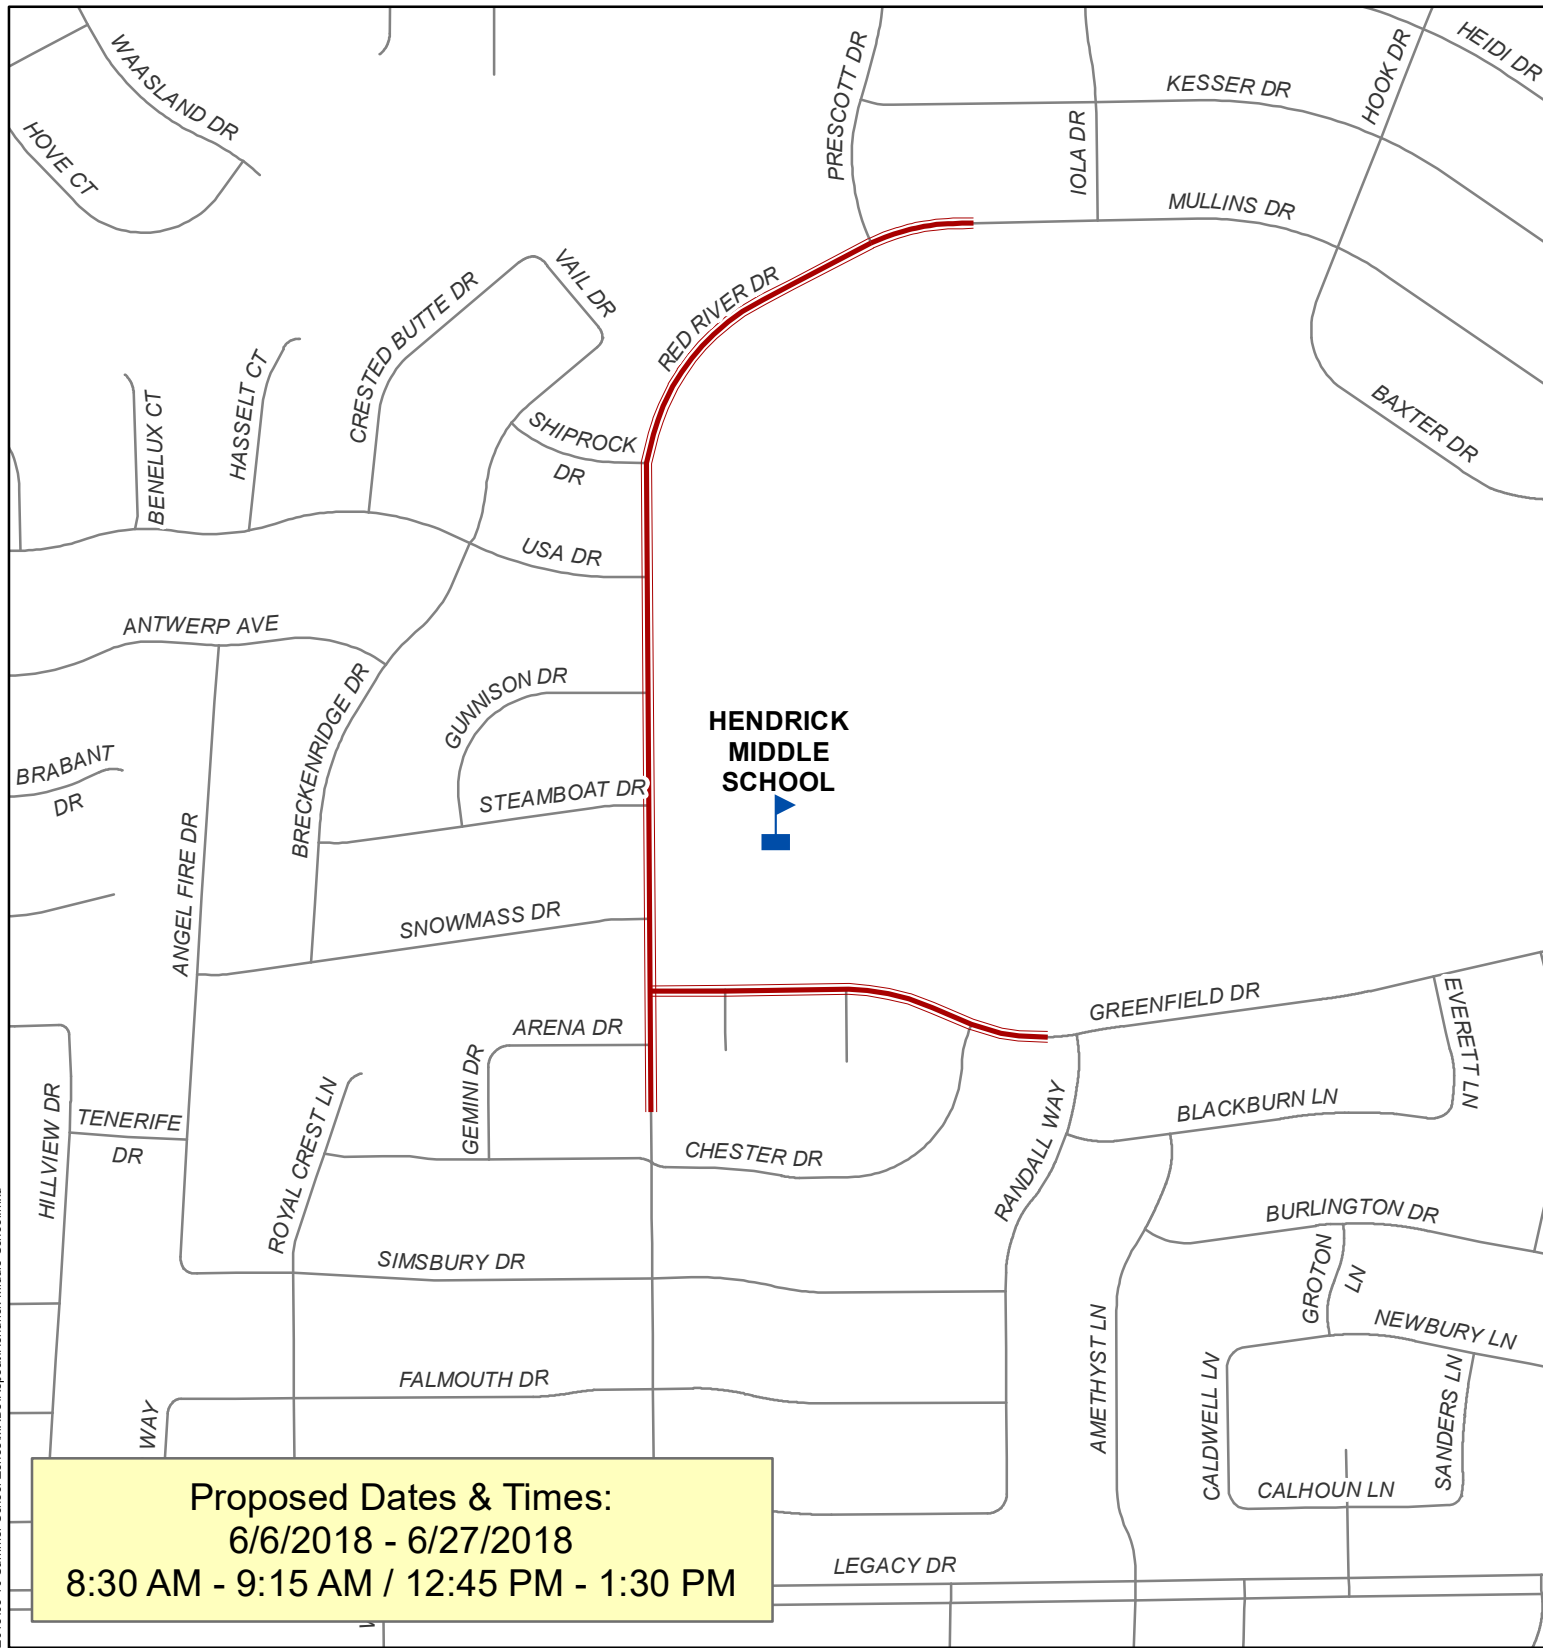 WAASLAND DR
HOVE CT
PRESCOTT DR
IOLA DR
KESSER DR
HOOK DR
HEIDI DR
MULLINS DR
VAIL DR
CRESTED BUTTE DR
RED RIVER DR
HASSELT CT
BENELUX CT
SHIPROCK
DR
BAXTER DR
USA DR
ANTWERP AVE
BRECKENRIDGE DR
GUNNISON DR
HENDRICK
MIDDLE
SCHOOL
BRABANT
DR
STEAMBOAT DR
ANGEL FIRE DR
SNOWMASS DR
GREENFIELD DR
EVERETT LN
ARENA DR
GEMINI DR
HILLVIEW DR
TENERIFE
DR
ROYAL CREST LN
CHESTER DR
RANDALL WAY
BLACKBURN LN
BURLINGTON DR
SIMSBURY DR
GROTON
LN
NEWBURY LN
AMETHYST LN
CALDWELL LN
SANDERS LN
FALMOUTH DR
WAY
CALHOUN LN
Proposed Dates & Times:
6/6/2018 - 6/27/2018
8:30 AM - 9:15 AM / 12:45 PM - 1:30 PM
LEGACY DR